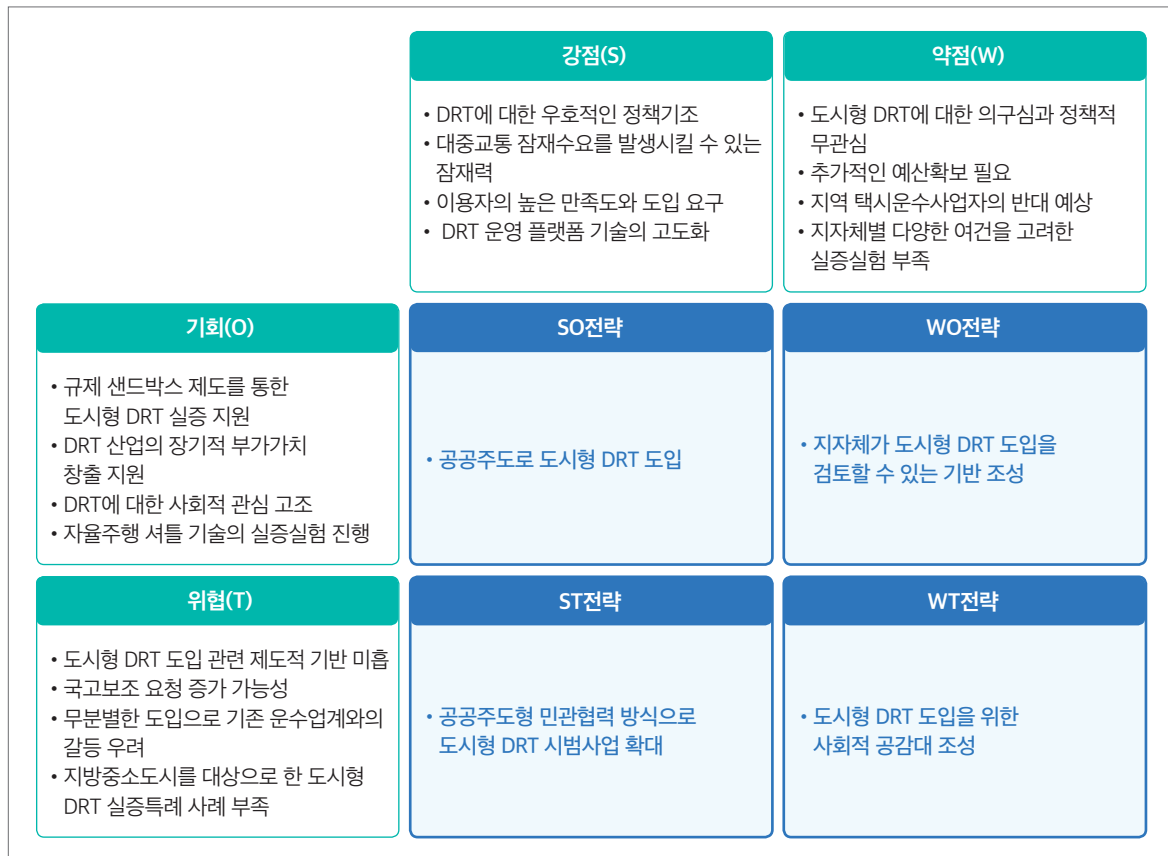 강점(S)
• DRT에 대한 우호적인 정책기조
• 대중교통 잠재수요를 발생시킬 수 있는
잠재력
• 이용자의 높은 만족도와 도입 요구
• DRT 운영 플랫폼 기술의 고도화
약점(W)
• 도시형 DRT에 대한 의구심과 정책적
무관심
• 추가적인 예산확보 필요
• 지역 택시운수사업자의 반대 예상
• 지자체별 다양한 여건을 고려한
실증실험 부족
기회(O)
• 규제 샌드박스 제도를 통한
도시형 DRT 실증 지원
• DRT 산업의 장기적 부가가치
창출 지원
• DRT에 대한 사회적 관심 고조
• 자율주행 셔틀 기술의 실증실험 진행
SO전략
• 공공주도로 도시형 DRT 도입
WO전략
• 지자체가 도시형 DRT 도입을
검토할 수 있는 기반 조성
위협(T)
• 도시형 DRT 도입 관련 제도적 기반 미흡
• 국고보조 요청 증가 가능성
• 무분별한 도입으로 기존 운수업계와의
갈등 우려
• 지방중소도시를 대상으로 한 도시형
DRT 실증특례 사례 부족
ST전략
• 공공주도형 민관협력 방식으로
도시형 DRT 시범사업 확대
WT전략
• 도시형 DRT 도입을 위한
사회적 공감대 조성